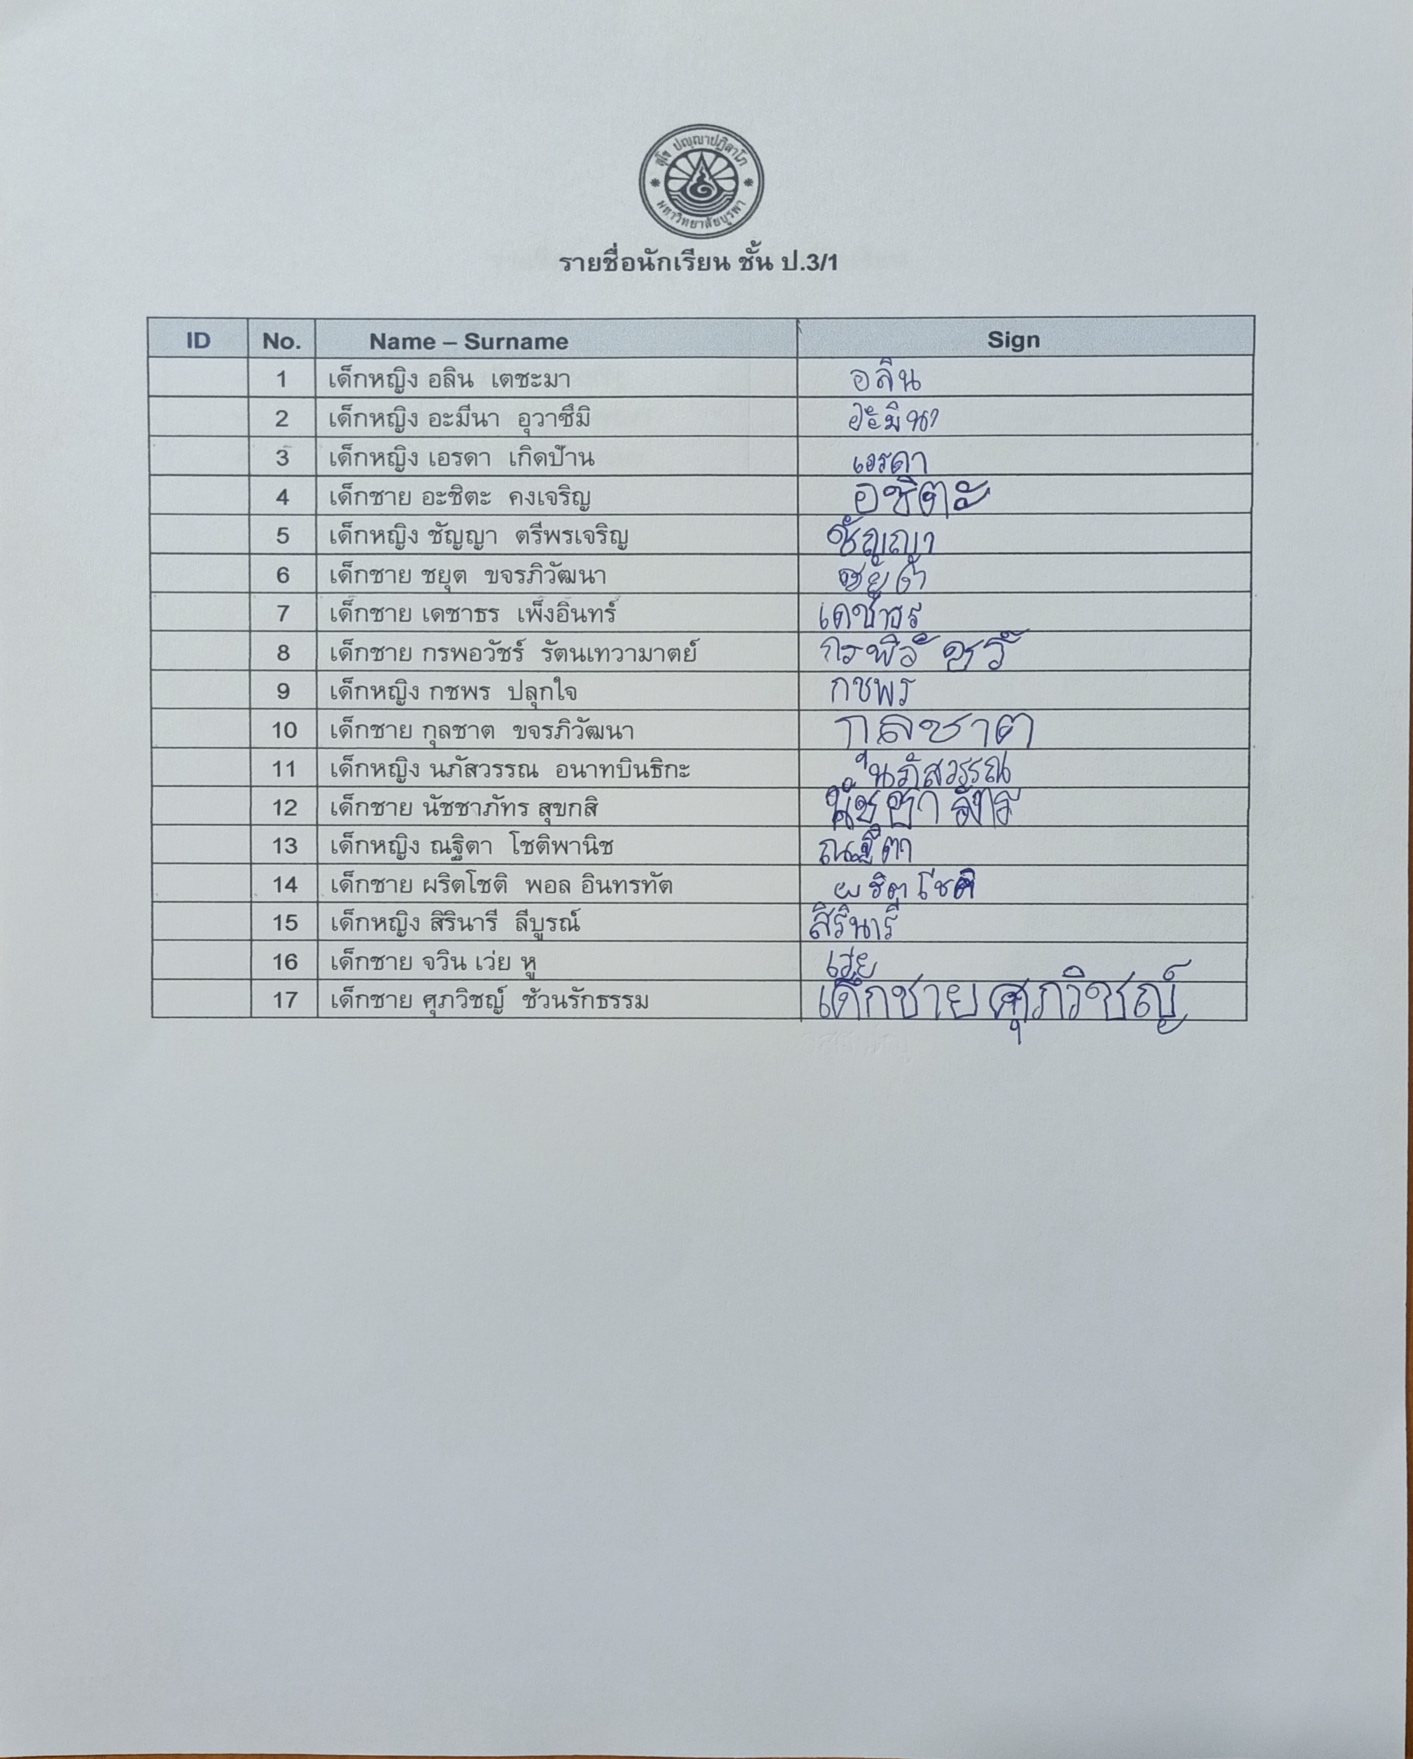 สุโข ปญฺญาปฏิลาโภ
มหาวิทยาลัยบูรพา
รายชื่อนักเรียน ชั้น ป.3/1
ID No. Name – Surname Sign
1 เด็กหญิง อลิน เตชะมา อลิน
2 เด็กหญิง อะมีนา อุวาซึมิ อะมีนา
3 เด็กหญิง เอรดา เกิดป้าน เอรดา
4 เด็กชาย อะชิตะ คงเจริญ อชิตะ
5 เด็กหญิง ชัญญา ตรีพรเจริญ ชัญญา
6 เด็กชาย ชยุต ขจรภิวัฒนา
7 เด็กชาย เดชาธร เพ็งอินทร์ เดชาธร
8 เด็กชาย กรพอวัชร์ รัตนเทวามาตย์
9 เด็กหญิง กชพร ปลุกใจ กชพร
10 เด็กชาย กุลชาต ขจรภิวัฒนา กุลชาต
11 เด็กหญิง นภัสวรรณ อนาทบินธิกะ นภัสวรรณ
12 เด็กชาย นัชชาภัทร สุขกสิ
13 เด็กหญิง ณฐิตา โชติพานิช ณฐิตา
14 เด็กชาย ผริตโชติ พอล อินทรทัต ผริตโชติ
15 เด็กหญิง สิรินารี ลีบูรณ์ สิรินารี
16 เด็กชาย จวิน เว่ย หู เว่ย
17 เด็กชาย ศุภวิชญ์ ชัวนรักธรรม เด็กชาย ศุภวิชญ์